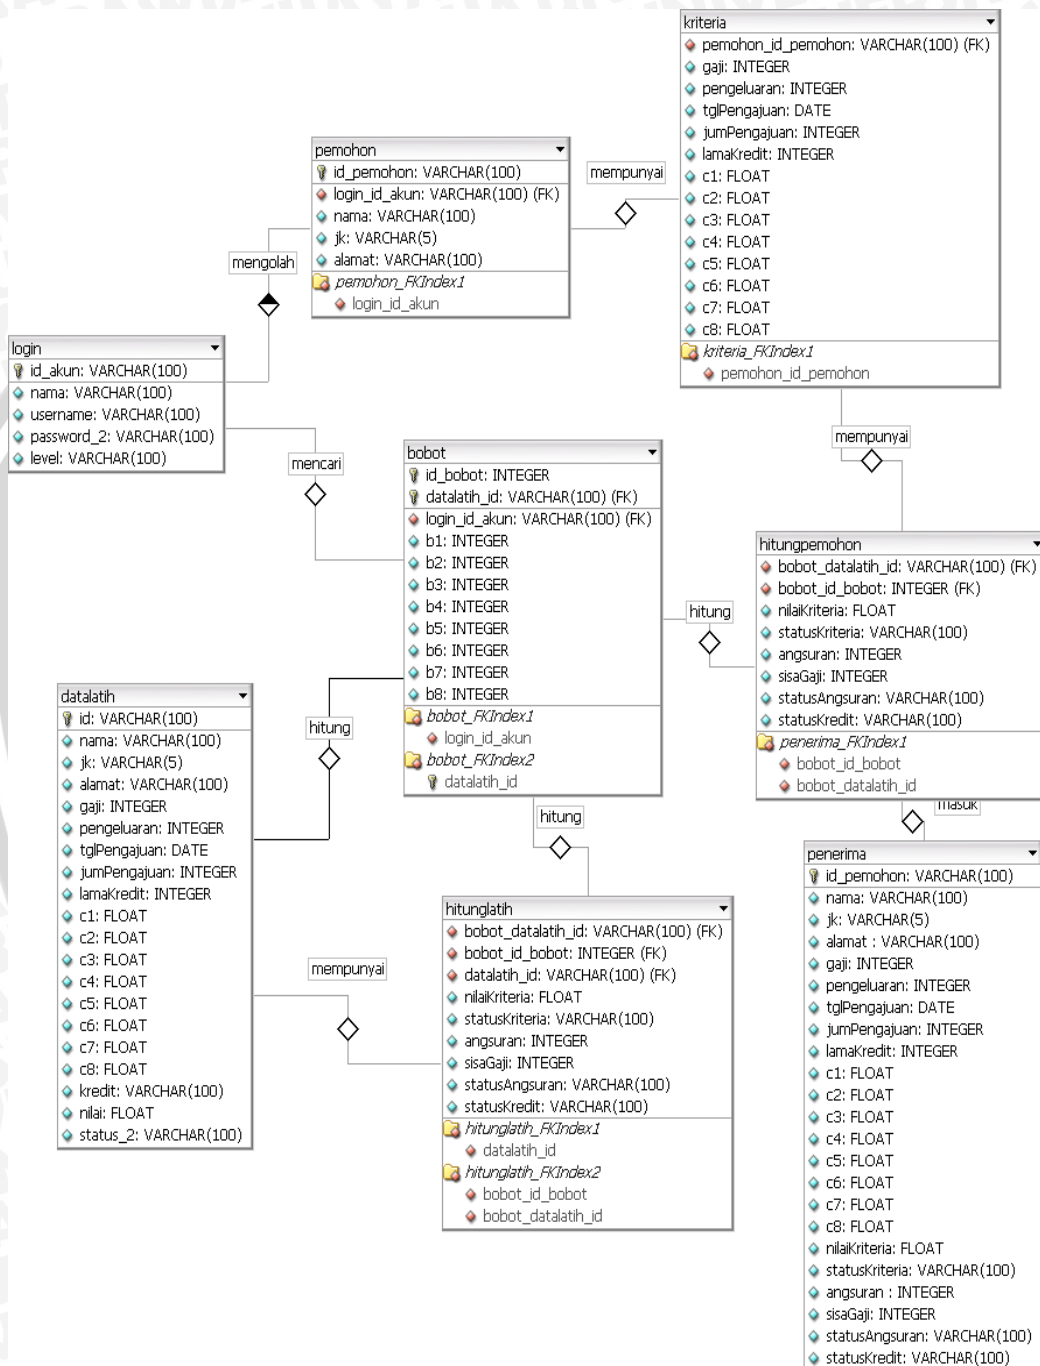 kriteria
pemohon_id_pemohon: VARCHAR(100) (FK)
gaji: INTEGER
pengeluaran: INTEGER
tglPengajuan: DATE
jumPengajuan: INTEGER
lamaKredit: INTEGER
c1: FLOAT
c2: FLOAT
c3: FLOAT
c4: FLOAT
c5: FLOAT
c6: FLOAT
c7: FLOAT
c8: FLOAT
kriteria_FKIndex1
pemohon_id_pemohon
pemohon
id_pemohon: VARCHAR(100)
login_id_akun: VARCHAR(100) (FK)
nama: VARCHAR(100)
jk: VARCHAR(5)
alamat: VARCHAR(100)
pemohon_FKIndex1
login_id_akun
mempunyai
mengolah
login
id_akun: VARCHAR(100)
nama: VARCHAR(100)
username: VARCHAR(100)
password_2: VARCHAR(100)
level: VARCHAR(100)
mencari
bobot
id_bobot: INTEGER
datalatih_id: VARCHAR(100) (FK)
login_id_akun: VARCHAR(100) (FK)
b1: INTEGER
b2: INTEGER
b3: INTEGER
b4: INTEGER
b5: INTEGER
b6: INTEGER
b7: INTEGER
b8: INTEGER
bobot_FKIndex1
login_id_akun
bobot_FKIndex2
datalatih_id
mempunyai
hitungpemohon
bobot_datalatih_id: VARCHAR(100) (FK)
bobot_id_bobot: INTEGER (FK)
nilaiKriteria: FLOAT
statusKriteria: VARCHAR(100)
angsuran: INTEGER
sisaGaji: INTEGER
statusAngsuran: VARCHAR(100)
statusKredit: VARCHAR(100)
penerima_FKIndex1
bobot_id_bobot
bobot_datalatih_id
hitung
masuk
datalatih
id: VARCHAR(100)
nama: VARCHAR(100)
jk: VARCHAR(5)
alamat: VARCHAR(100)
gaji: INTEGER
pengeluaran: INTEGER
tglPengajuan: DATE
jumPengajuan: INTEGER
lamaKredit: INTEGER
c1: FLOAT
c2: FLOAT
c3: FLOAT
c4: FLOAT
c5: FLOAT
c6: FLOAT
c7: FLOAT
c8: FLOAT
kredit: VARCHAR(100)
nilai: FLOAT
status_2: VARCHAR(100)
hitung
hitung
mempunyai
hitunglatih
bobot_datalatih_id: VARCHAR(100) (FK)
bobot_id_bobot: INTEGER (FK)
datalatih_id: VARCHAR(100) (FK)
nilaiKriteria: FLOAT
statusKriteria: VARCHAR(100)
angsuran: INTEGER
sisaGaji: INTEGER
statusAngsuran: VARCHAR(100)
statusKredit: VARCHAR(100)
hitunglatih_FKIndex1
datalatih_id
hitunglatih_FKIndex2
bobot_id_bobot
bobot_datalatih_id
penerima
id_pemohon: VARCHAR(100)
nama: VARCHAR(100)
jk: VARCHAR(5)
alamat : VARCHAR(100)
gaji: INTEGER
pengeluaran: INTEGER
tglPengajuan: DATE
jumPengajuan: INTEGER
lamaKredit: INTEGER
c1: FLOAT
c2: FLOAT
c3: FLOAT
c4: FLOAT
c5: FLOAT
c6: FLOAT
c7: FLOAT
c8: FLOAT
nilaiKriteria: FLOAT
statusKriteria: VARCHAR(100)
angsuran : INTEGER
sisaGaji: INTEGER
statusAngsuran: VARCHAR(100)
statusKredit: VARCHAR(100)